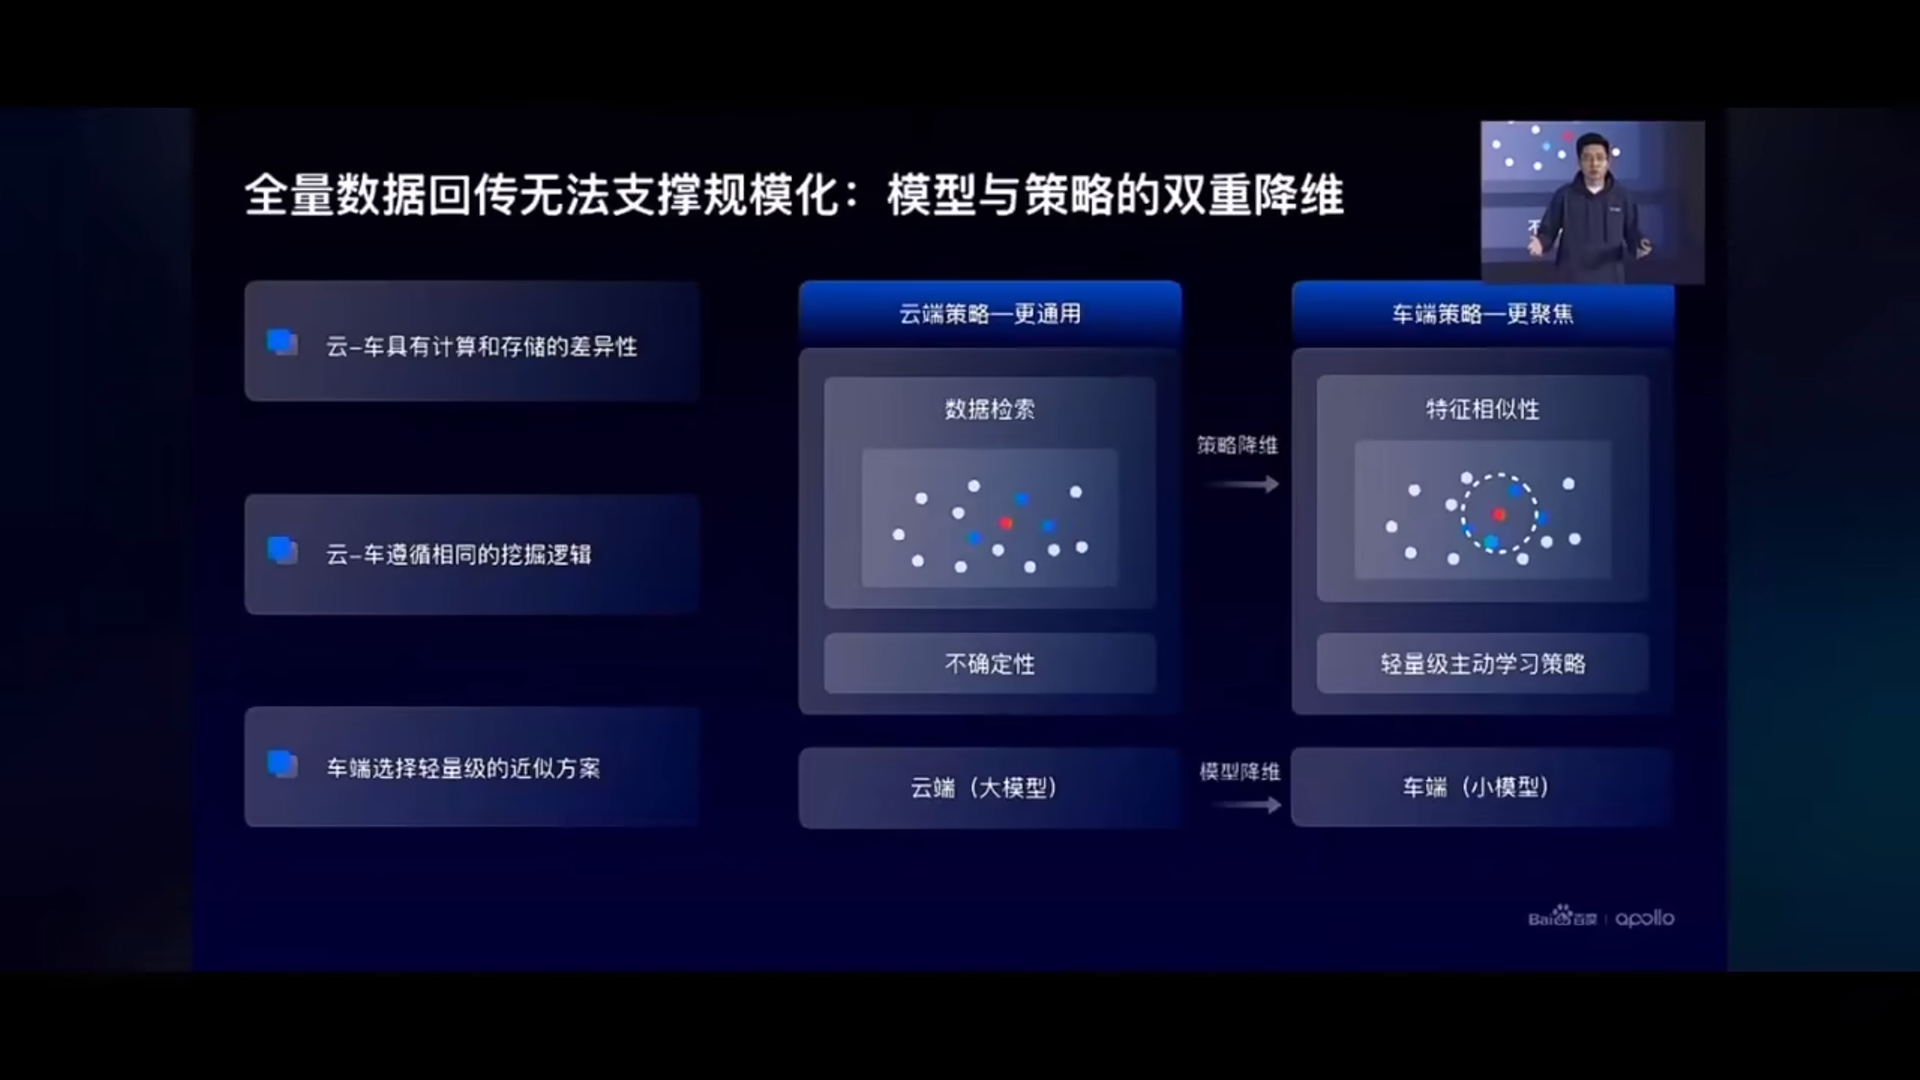 全量数据回传无法支撑规模化：模型与策略的双重降维
云-车具有计算和存储的差异性
云-车遵循相同的挖掘逻辑
车端选择轻量级的近似方案
云端策略—更通用
数据检索
不确定性
云端（大模型）
策略降维
模型降维
车端策略—更聚焦
特征相似性
轻量级主动学习策略
车端（小模型）
Bai百度 | apollo